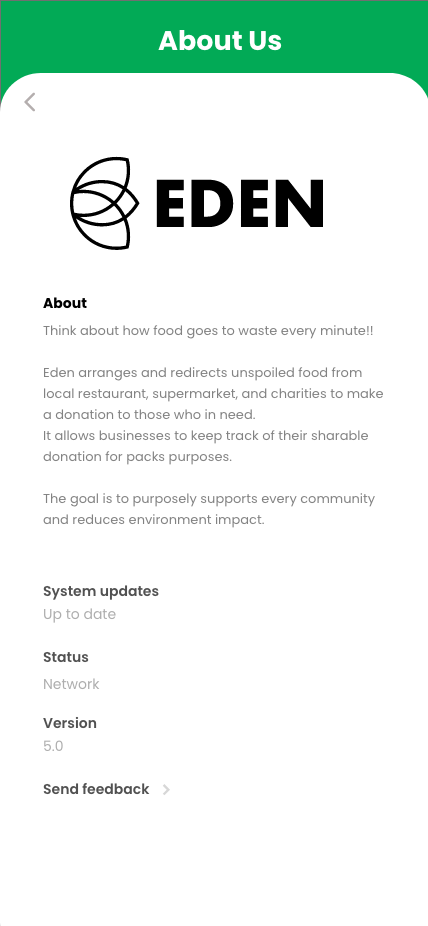 About Us
EDEN
About
Think about how food goes to waste every minute!!
Eden arranges and redirects unspoiled food from
local restaurant, supermarket, and charities to make
a donation to those who in need.
It allows businesses to keep track of their sharable
donation for packs purposes.
The goal is to purposely supports every community
and reduces environment impact.
System updates
Up to date
Status
Network
Version
5.0
Send feedback